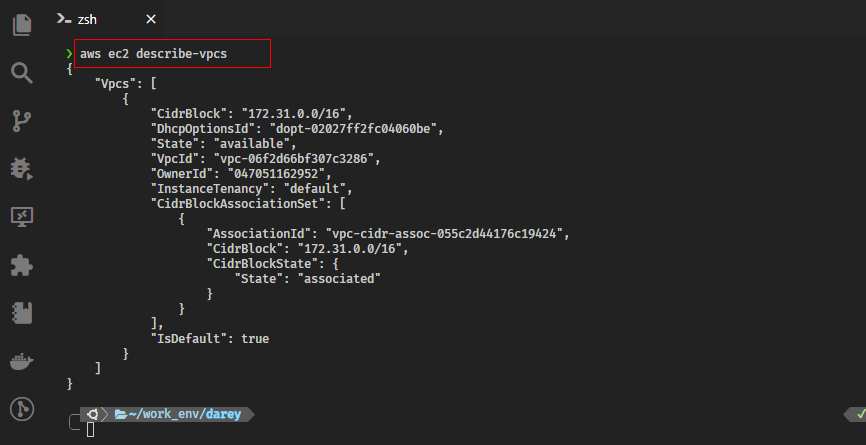 zsh
❯ aws ec2 describe-vpcs
{
    "Vpcs": [
        {
            "CidrBlock": "172.31.0.0/16",
            "DhcpOptionsId": "dopt-02027ff2fc04060be",
            "State": "available",
            "VpcId": "vpc-06f2d66bf307c3286",
            "OwnerId": "047051162952",
            "InstanceTenancy": "default",
            "CidrBlockAssociationSet": [
                {
                    "AssociationId": "vpc-cidr-assoc-055c2d44176c19424",
                    "CidrBlock": "172.31.0.0/16",
                    "CidrBlockState": {
                        "State": "associated"
                    }
                }
            ],
            "IsDefault": true
        }
    ]
}
~/work_env/darey